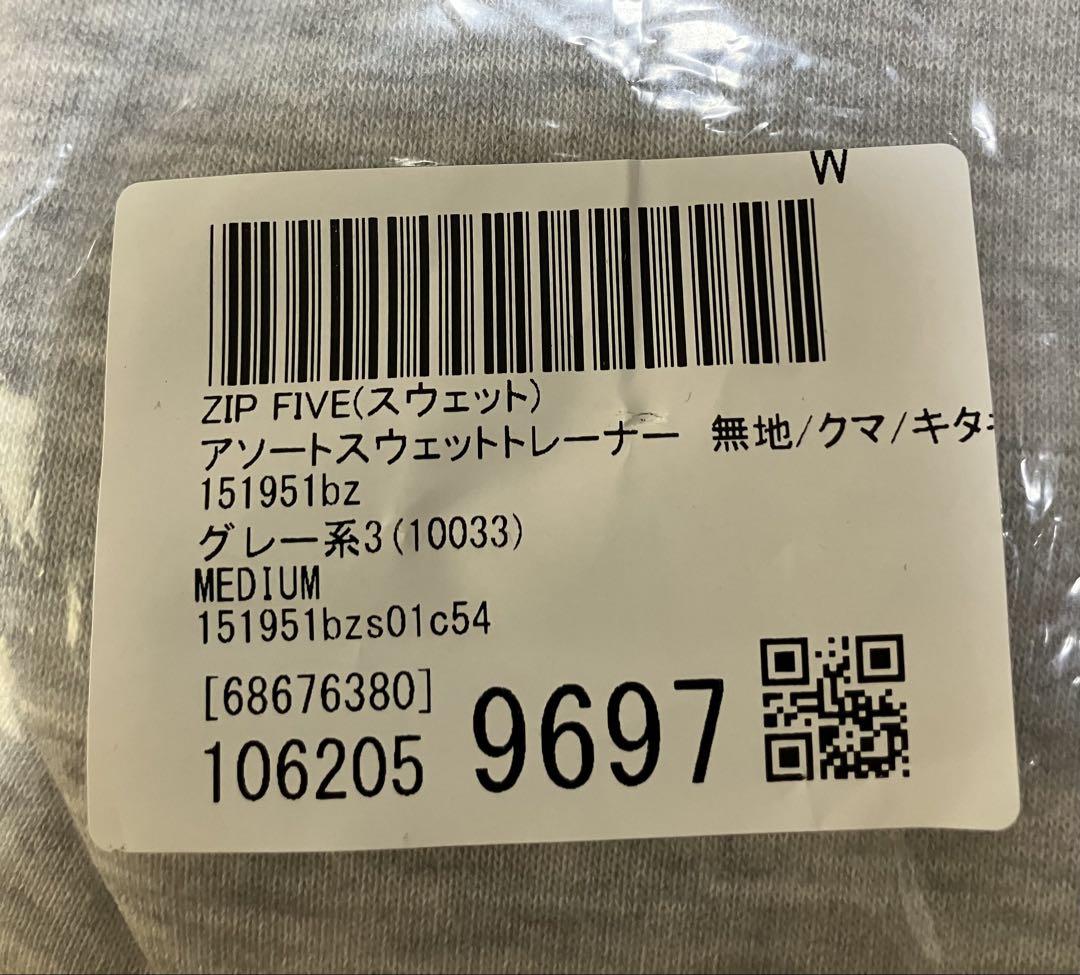 W
ZIP FIVE(スウェット)
アソートスウェットトレーナー 無地/クマ/キタ
151951bz
グレー系3(10033)
MEDIUM
151951bzs01c54
[68676380]
106205 9697